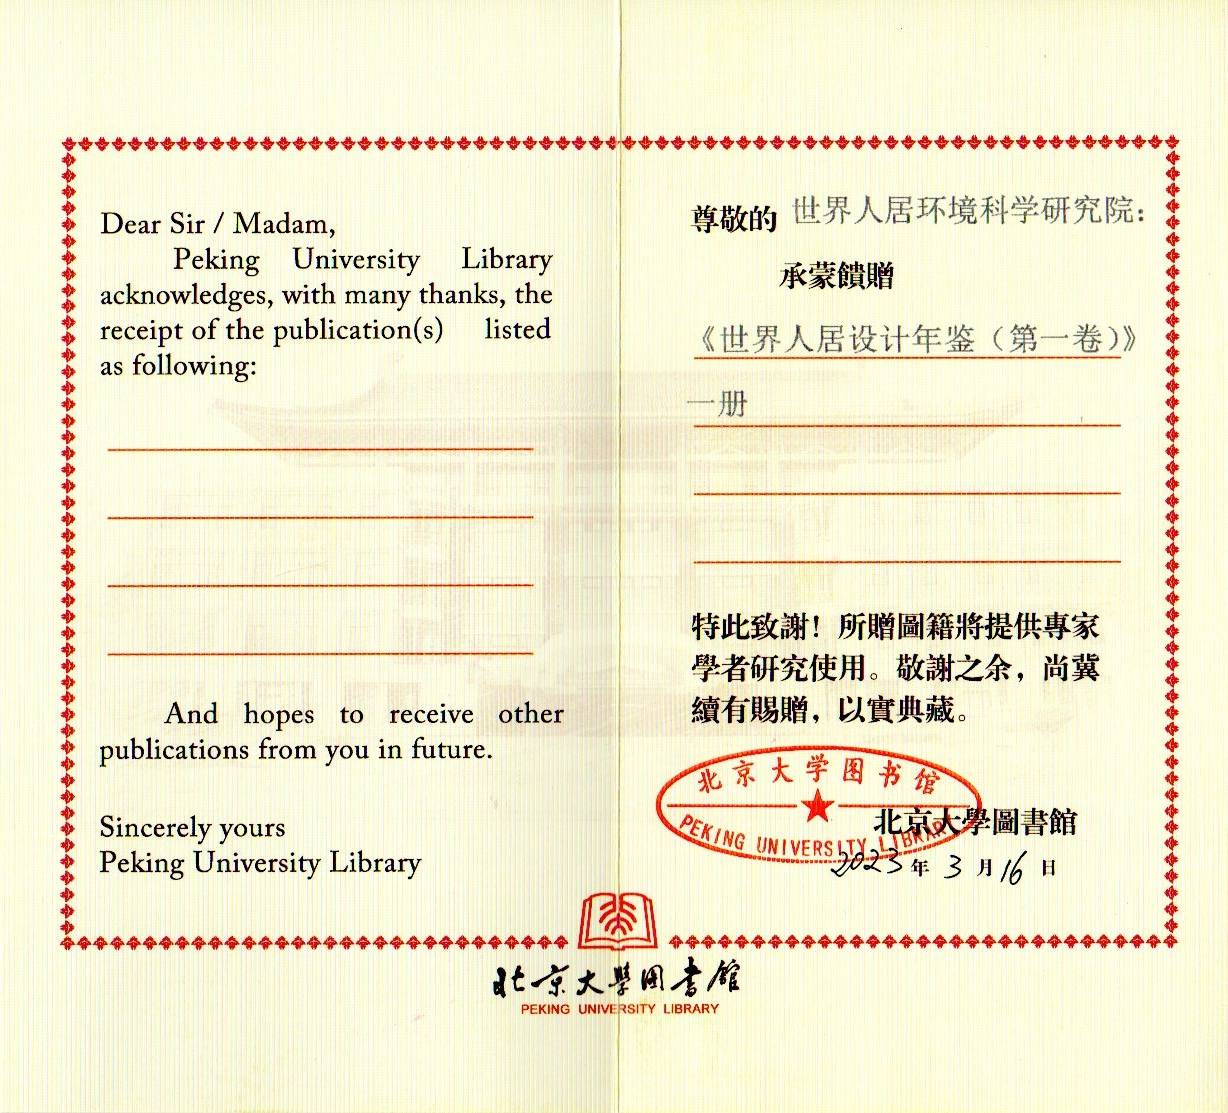 Dear Sir / Madam,
Peking University Library
acknowledges, with many thanks, the
receipt of the publication(s) listed
as following:
And hopes to receive other
publications from you in future.
Sincerely yours
Peking University Library
尊敬的 世界人居环境科学研究院:
承蒙饋贈
《世界人居设计年鉴（第一卷）》
一册
特此致謝！所贈圖籍將提供專家
學者研究使用。敬謝之余，尚冀
續有賜贈，以實典藏。
北京大学图书馆
PEKING UNIVERSITY LIBRARY
北京大學圖書館
2023年3月16日
北京大學圖書館
PEKING UNIVERSITY LIBRARY